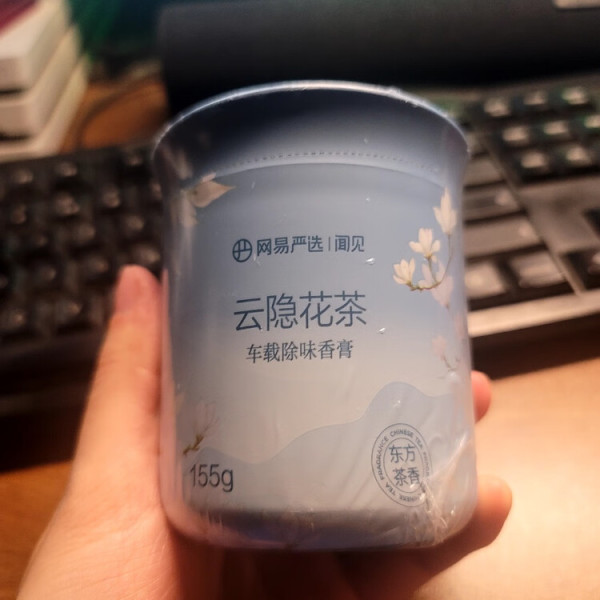 网易严选 | 闻见
云隐花茶
车载除味香膏
155g
东方
茶香